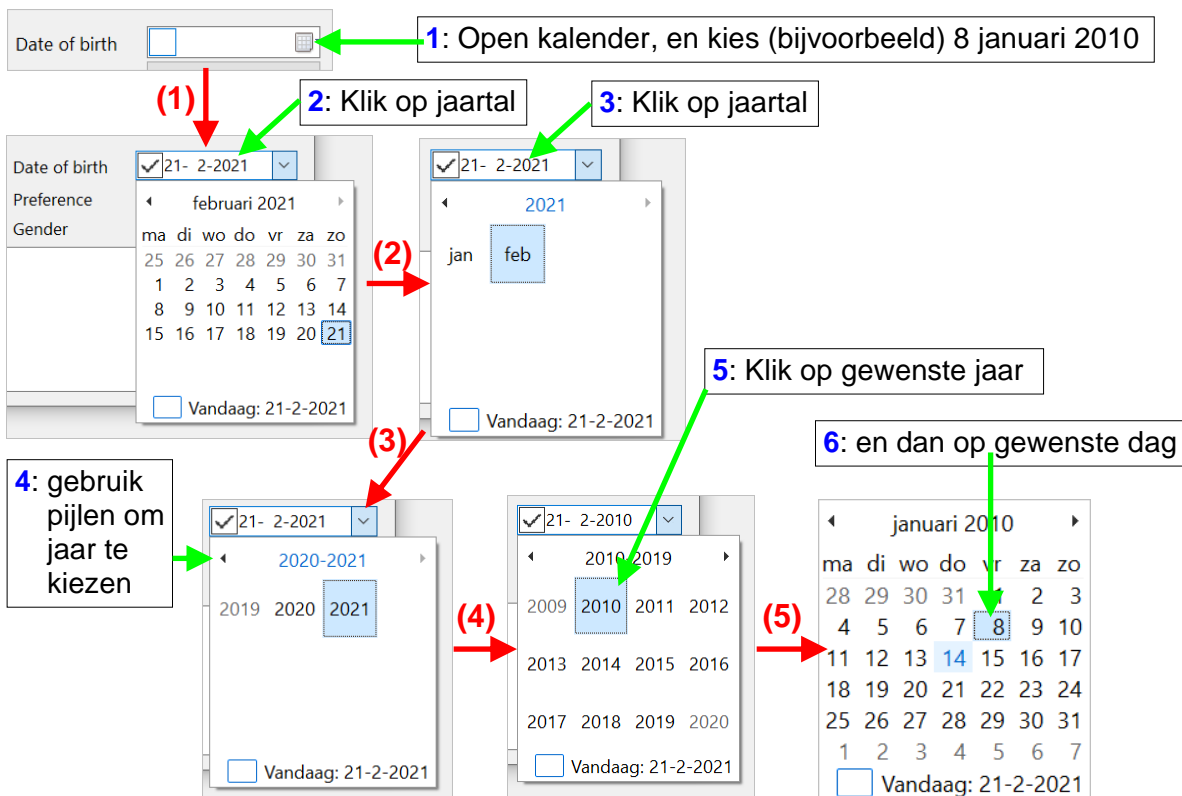 Date of birth
1: Open kalender, en kies (bijvoorbeeld) 8 januari 2010
(1)
2: Klik op jaartal
3: Klik op jaartal
Date of birth
21- 2-2021
Preference
Gender
februari 2021
ma di wo do vr za zo
25 26 27 28 29 30 31
1 2 3 4 5 6 7
8 9 10 11 12 13 14
15 16 17 18 19 20 21
Vandaag: 21-2-2021
(2)
21- 2-2021
2021
jan feb
Vandaag: 21-2-2021
(3)
4: gebruik
pijlen om
jaar te
kiezen
21- 2-2021
2020-2021
2019 2020 2021
Vandaag: 21-2-2021
(4)
5: Klik op gewenste jaar
21- 2-2010
2010-2019
2009 2010 2011 2012
2013 2014 2015 2016
2017 2018 2019 2020
Vandaag: 21-2-2021
(5)
6: en dan op gewenste dag
januari 2010
ma di wo do vr za zo
28 29 30 31 1 2 3
4 5 6 7 8 9 10
11 12 13 14 15 16 17
18 19 20 21 22 23 24
25 26 27 28 29 30 31
1 2 3 4 5 6 7
Vandaag: 21-2-2021